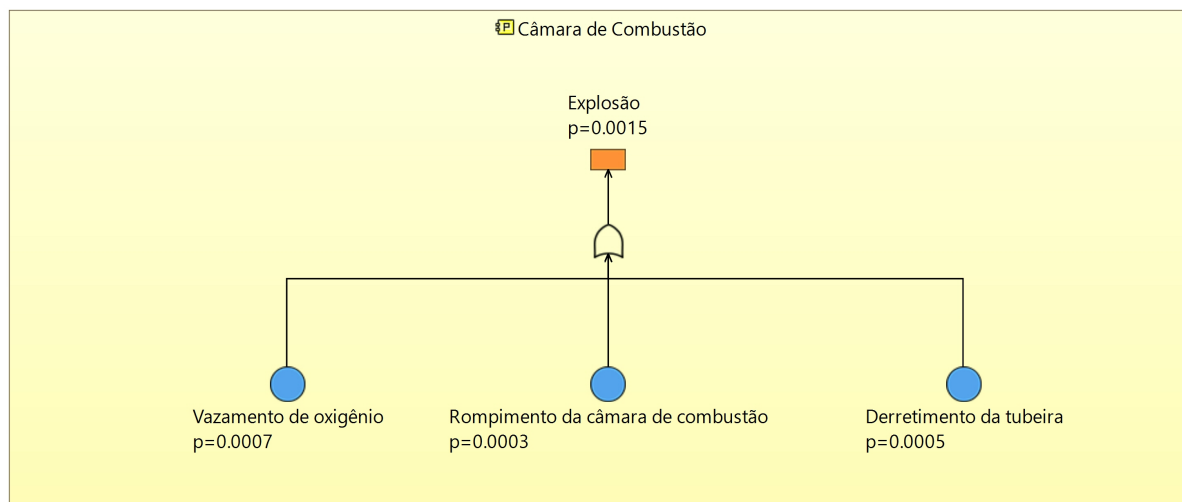 Câmara de Combustão
Explosão
p=0.0015
Vazamento de oxigênio
p=0.0007
Rompimento da câmara de combustão
p=0.0003
Derretimento da tubeira
p=0.0005